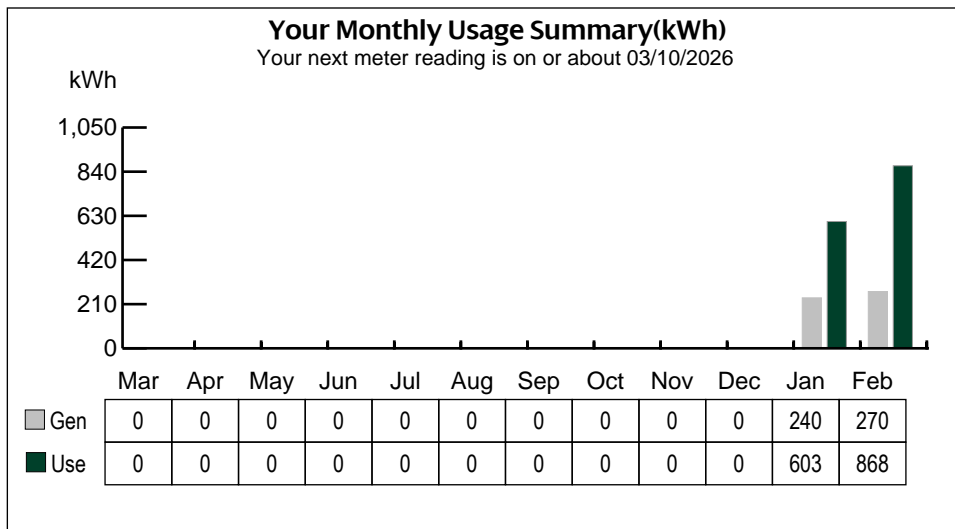 Your Monthly Usage Summary(kWh)
Your next meter reading is on or about 03/10/2026
kWh
1,050
840
630
420
210
0
Mar Apr May Jun Jul Aug Sep Oct Nov Dec Jan Feb
Gen 0 0 0 0 0 0 0 0 0 0 240 270
Use 0 0 0 0 0 0 0 0 0 0 603 868